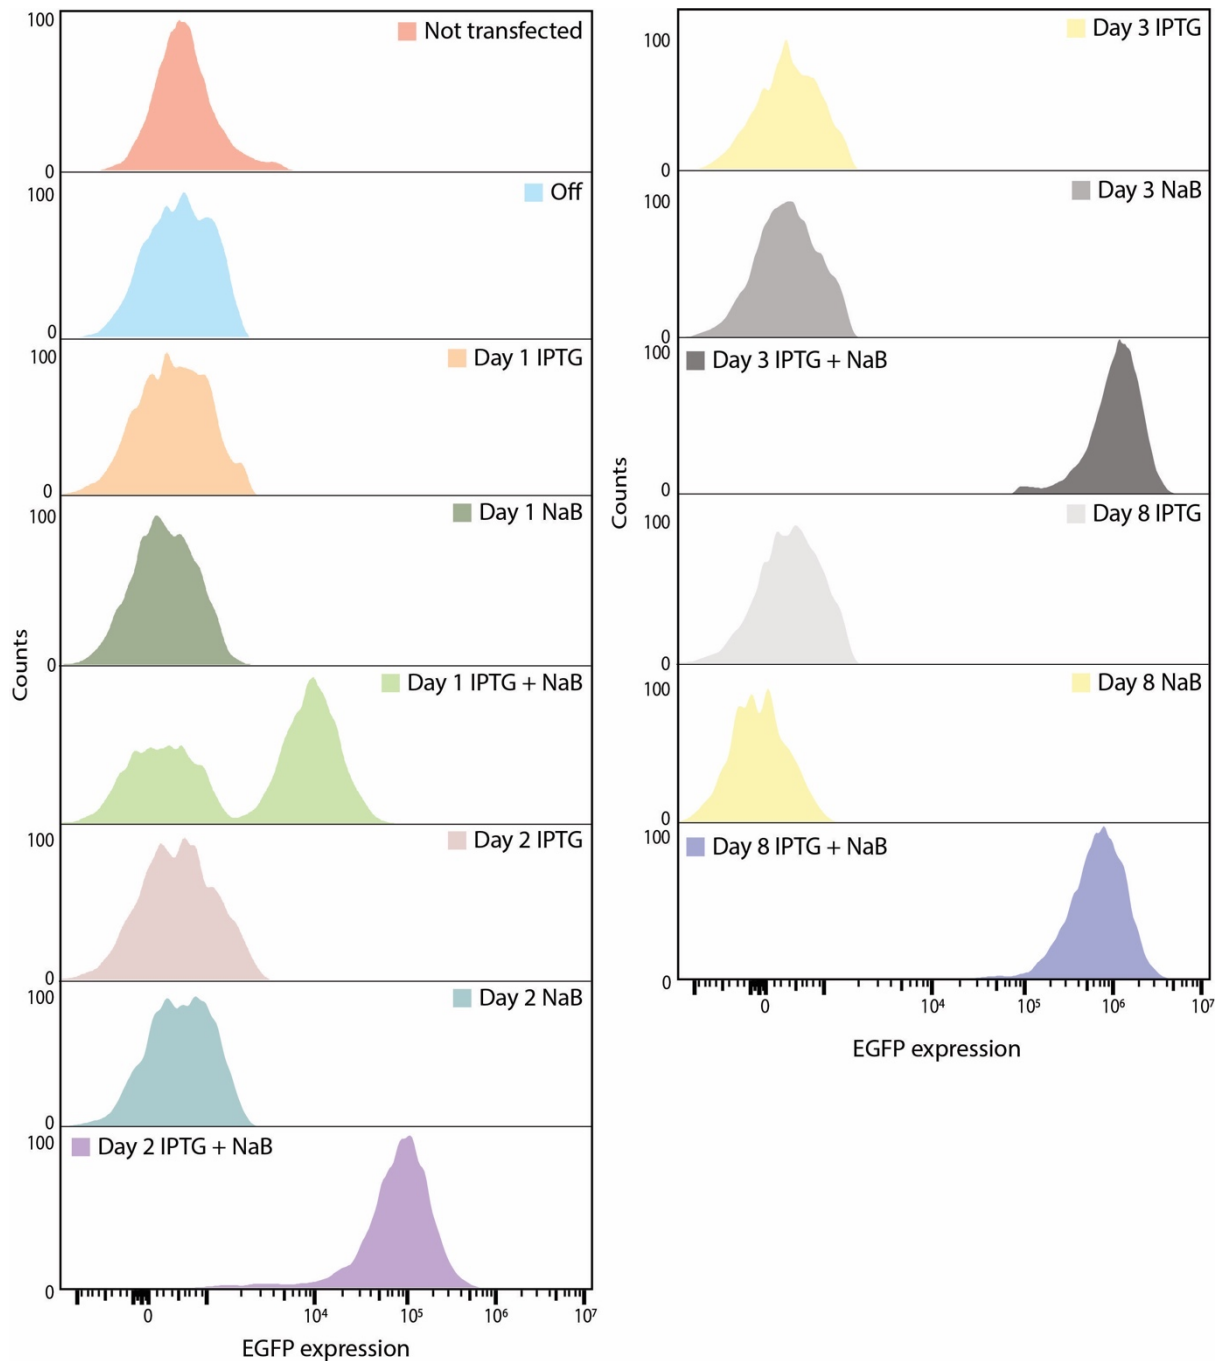 100
Not transfected
0
100
Off
0
100
Day 1 IPTG
0
100
Day 1 NaB
0
Day 1 IPTG + NaB
100
Day 2 IPTG
0
100
Day 2 NaB
0
100
Day 2 IPTG + NaB
0
Counts
0 10⁴ 10⁵ 10⁶ 10⁷
EGFP expression
100
Day 3 IPTG
0
100
Day 3 NaB
0
100
Day 3 IPTG + NaB
0
100
Day 8 IPTG
0
100
Day 8 NaB
0
100
Day 8 IPTG + NaB
0
Counts
0 10⁴ 10⁵ 10⁶ 10⁷
EGFP expression